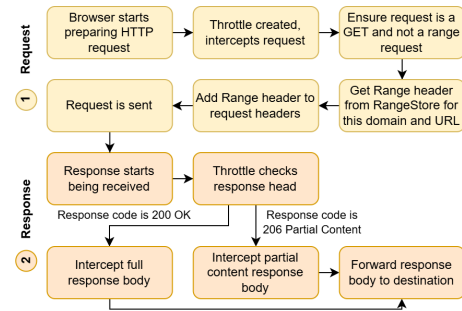 Request
1
Browser starts
preparing HTTP
request
Throttle created,
intercepts request
Ensure request is a
GET and not a range
request
Request is sent
Add Range header to
request headers
Get Range header
from RangeStore for
this domain and URL
Response
2
Response starts
being received
Throttle checks
response head
Response code is 200 OK
Response code is
206 Partial Content
Intercept full
response body
Intercept partial
content response
body
Forward response
body to destination